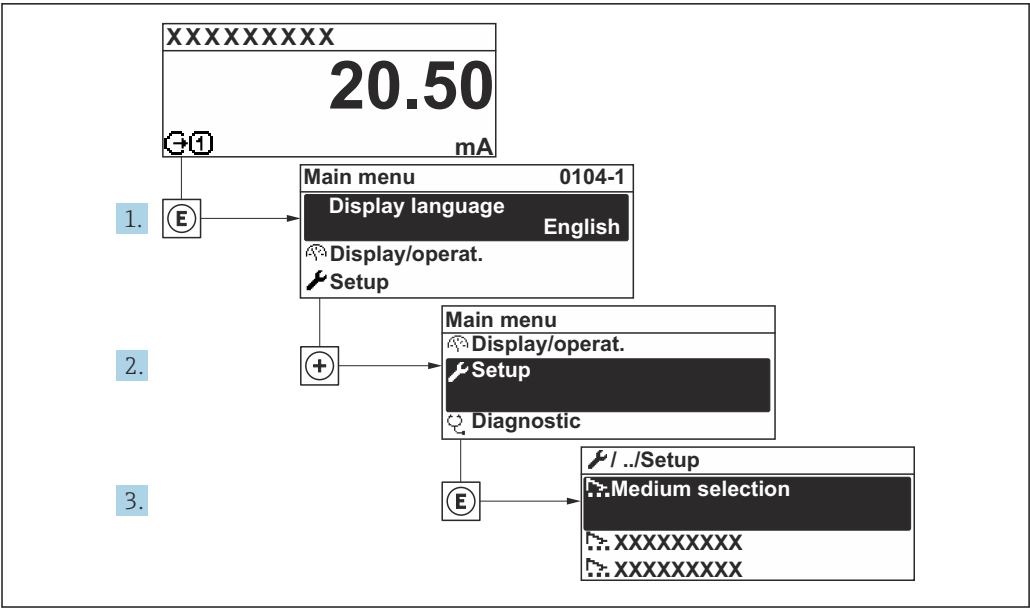 XXXXXXXXX
20.50
1 mA
Main menu 0104-1
1. E Display language
English
Display/operat.
Setup
Main menu
Display/operat.
2. + Setup
Diagnostic
/ ../Setup
3. E Medium selection
XXXXXXXXX
XXXXXXXXX